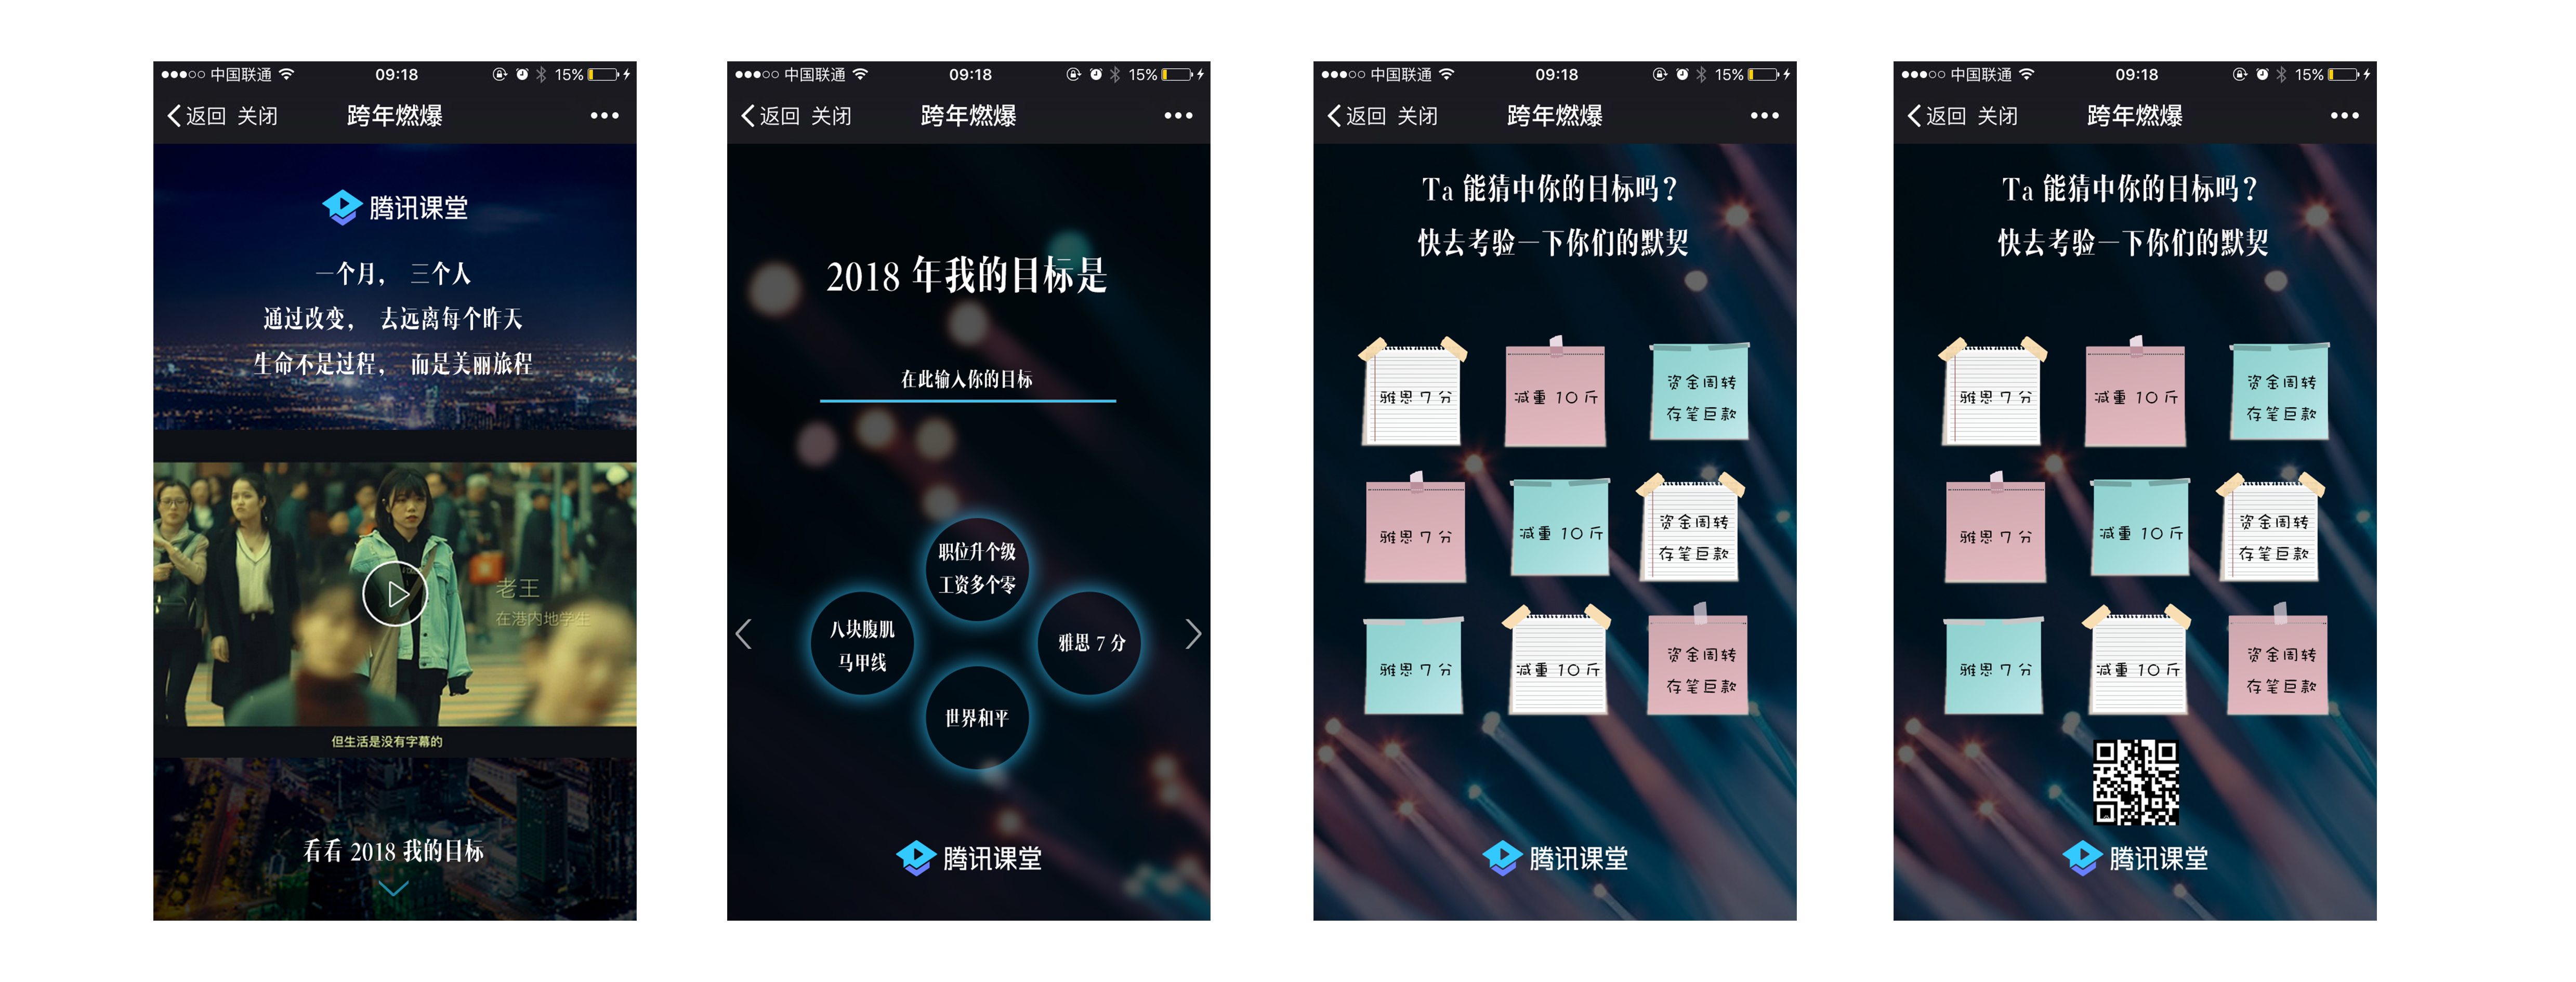 中国联通 09:18 15%
返回 关闭 跨年燃爆
腾讯课堂
一个月， 三个人
通过改变， 去远离每个昨天
生命不是过程， 而是美丽旅程
老王
在港内地学生
但生活是没有字幕的
看看 2018 我的目标
中国联通 09:18 15%
返回 关闭 跨年燃爆
2018 年我的目标是
在此输入你的目标
职位升个级
工资多个零
八块腹肌
马甲线
雅思 7 分
世界和平
腾讯课堂
中国联通 09:18 15%
返回 关闭 跨年燃爆
Ta 能猜中你的目标吗？
快去考验一下你们的默契
雅思 7 分
减重 10 斤
资金周转
存笔巨款
雅思 7 分
减重 10 斤
资金周转
存笔巨款
雅思 7 分
减重 10 斤
资金周转
存笔巨款
腾讯课堂
中国联通 09:18 15%
返回 关闭 跨年燃爆
Ta 能猜中你的目标吗？
快去考验一下你们的默契
雅思 7 分
减重 10 斤
资金周转
存笔巨款
雅思 7 分
减重 10 斤
资金周转
存笔巨款
雅思 7 分
减重 10 斤
资金周转
存笔巨款
腾讯课堂